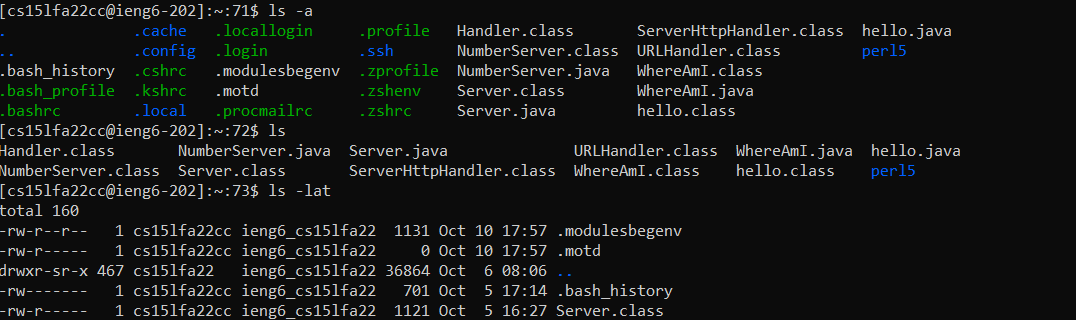 [cs15lfa22cc@ieng6-202]:~:71$ ls -a
.              .cache   .locallogin       .profile   Handler.class       ServerHttpHandler.class  hello.java
..             .config  .login            .ssh       NumberServer.class  URLHandler.class         perl5
.bash_history  .cshrc   .modulesbegenv    .zprofile  NumberServer.java   WhereAmI.class
.bash_profile  .kshrc   .motd             .zshenv    Server.class        WhereAmI.java
.bashrc        .local   .procmailrc       .zshrc     Server.java         hello.class
[cs15lfa22cc@ieng6-202]:~:72$ ls
Handler.class       NumberServer.java  Server.java              URLHandler.class  WhereAmI.java  hello.java
NumberServer.class  Server.class       ServerHttpHandler.class  WhereAmI.class    hello.class    perl5
[cs15lfa22cc@ieng6-202]:~:73$ ls -lat
total 160
-rw-r--r--   1 cs15lfa22cc ieng6_cs15lfa22  1131 Oct 10 17:57 .modulesbegenv
-rw-r-----   1 cs15lfa22cc ieng6_cs15lfa22     0 Oct 10 17:57 .motd
drwxr-sr-x 467 cs15lfa22   ieng6_cs15lfa22 36864 Oct  6 08:06 ..
-rw-------   1 cs15lfa22cc ieng6_cs15lfa22   701 Oct  5 17:14 .bash_history
-rw-r-----   1 cs15lfa22cc ieng6_cs15lfa22  1121 Oct  5 16:27 Server.class